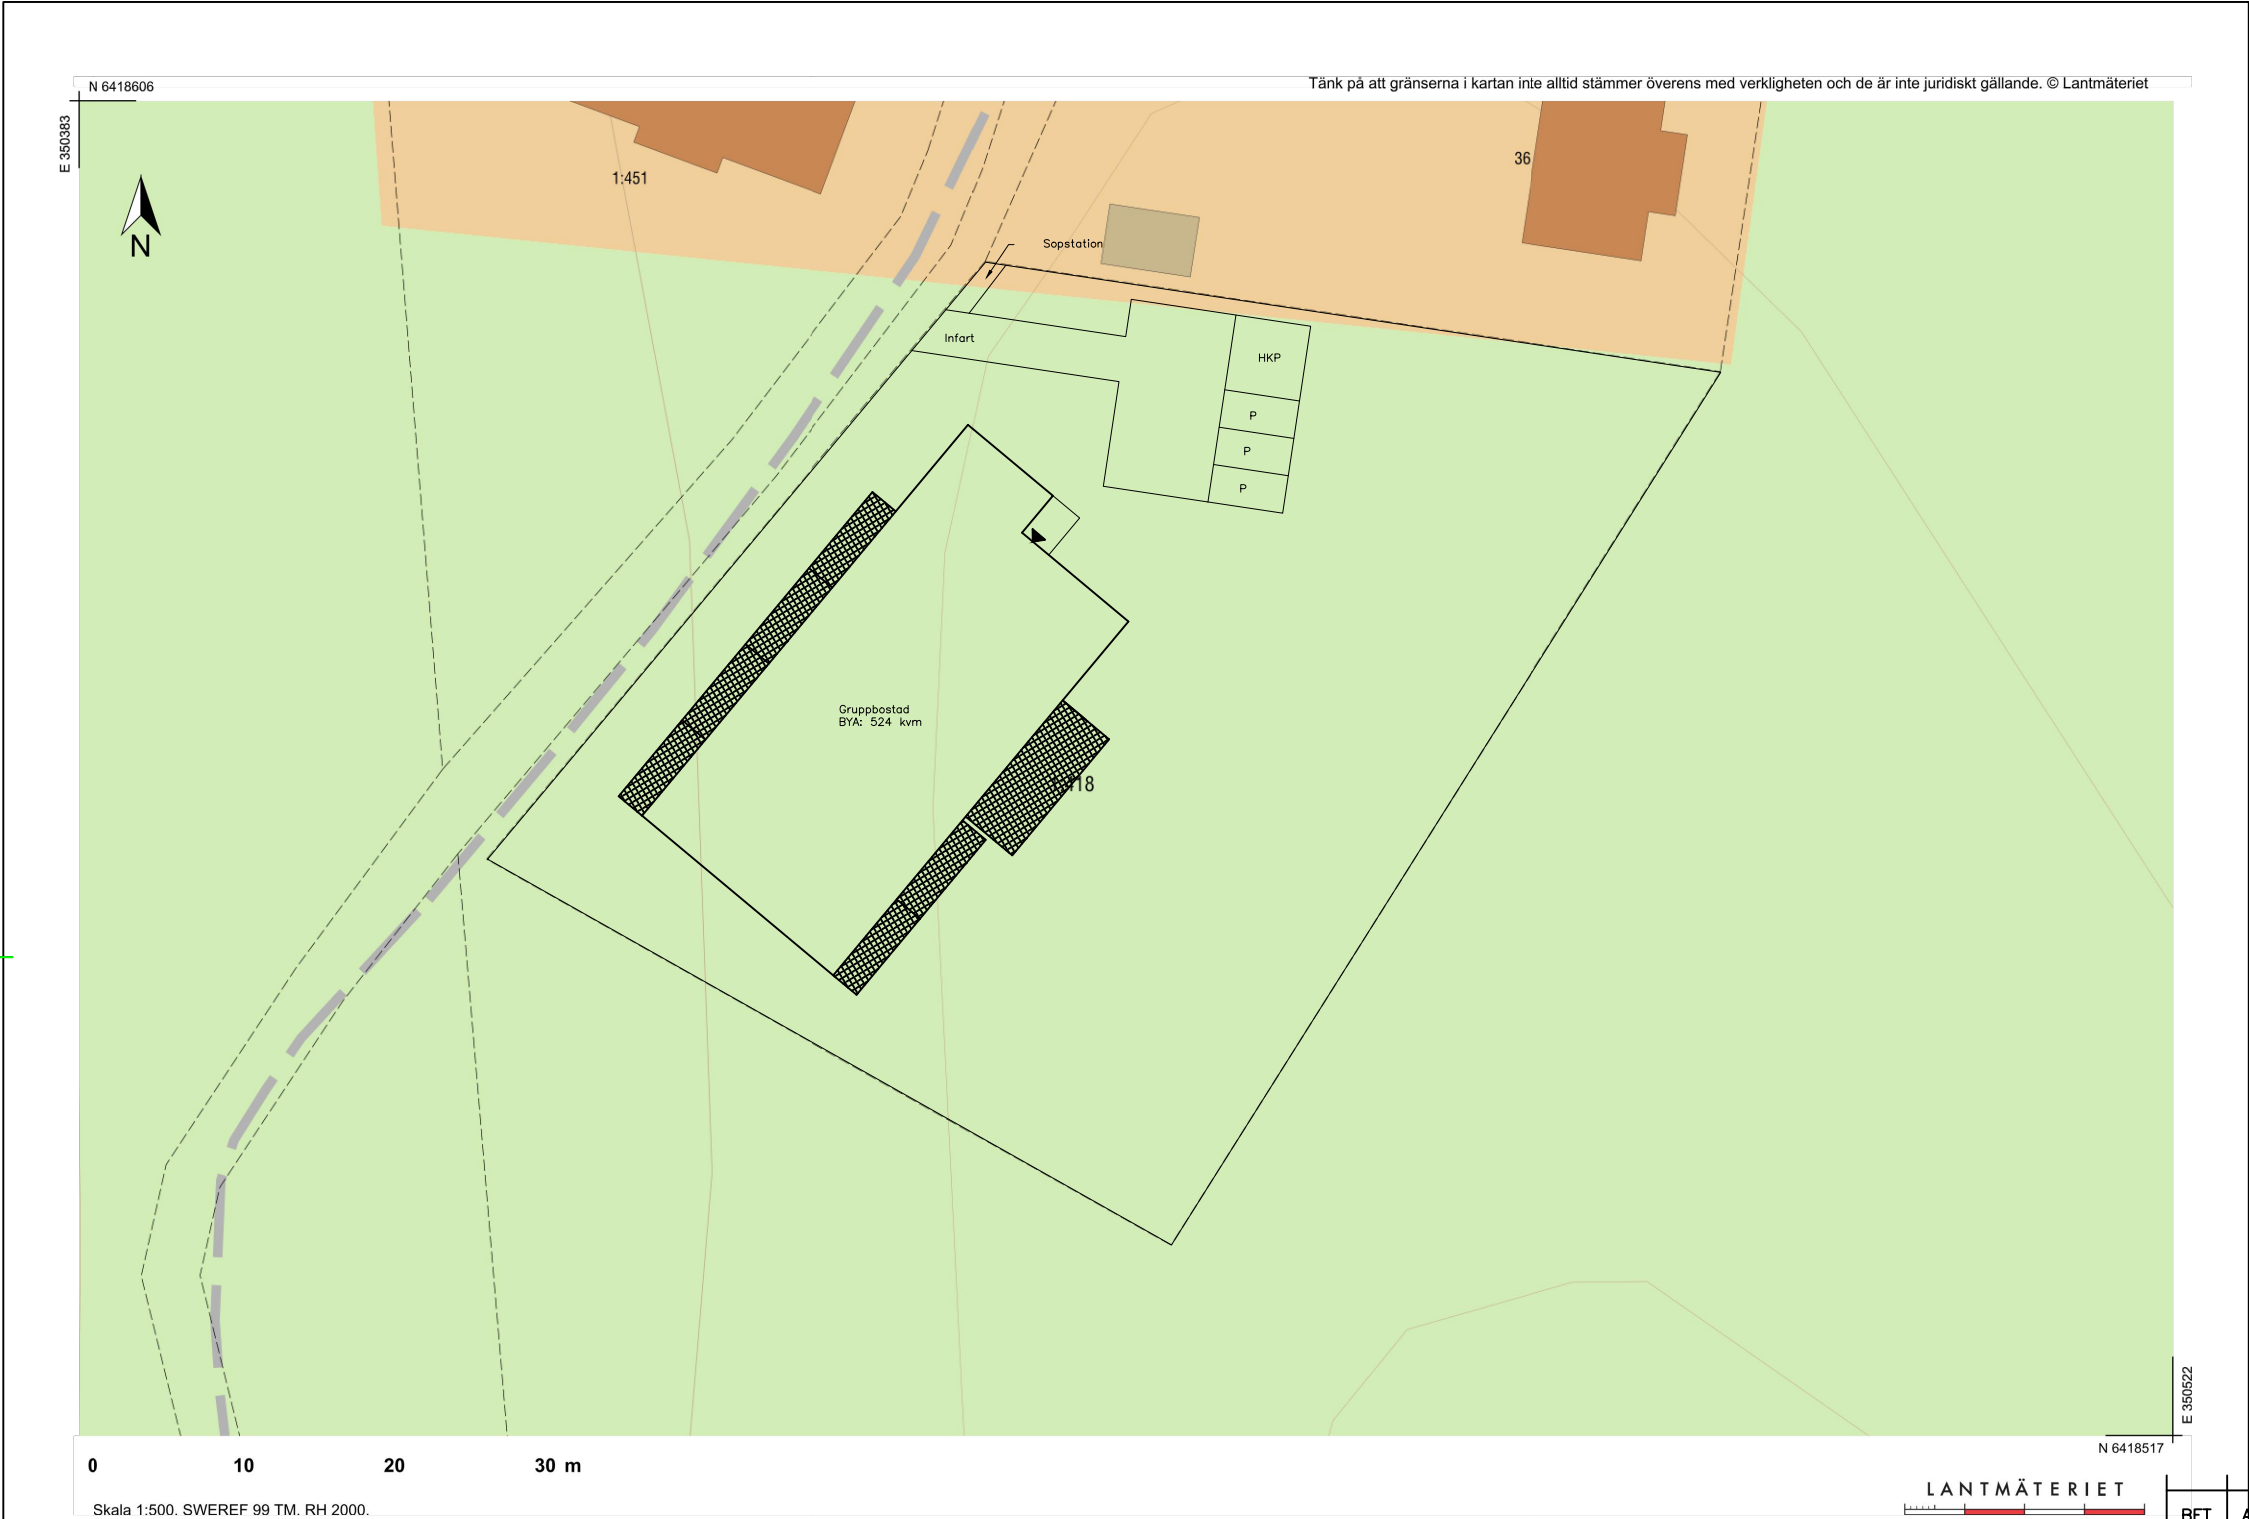 N 6418606
Tänk på att gränserna i kartan inte alltid stämmer överens med verkligheten och de är inte juridiskt gällande. © Lantmäteriet
E 350383
N
1:451
36
Sopstation
Infart
HKP
P
P
P
Gruppbostad
BYA: 524 kvm
18
E 350522
N 6418517
0 10 20 30 m
LANTMÄTERIET
Skala 1:500, SWEREF 99 TM, RH 2000.
BET A